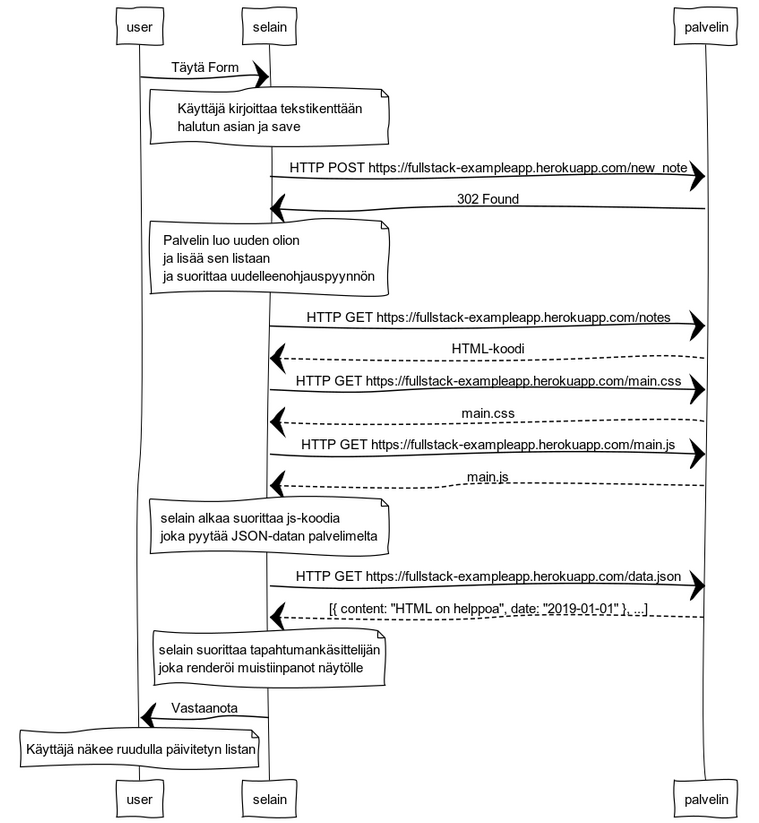 user
selain
palvelin
Täytä Form
Käyttäjä kirjoittaa tekstikenttään
halutun asian ja save
HTTP POST https://fullstack-exampleapp.herokuapp.com/new_note
302 Found
Palvelin luo uuden olion
ja lisää sen listaan
ja suorittaa uudelleenohjauspyynnön
HTTP GET https://fullstack-exampleapp.herokuapp.com/notes
HTML-koodi
HTTP GET https://fullstack-exampleapp.herokuapp.com/main.css
main.css
HTTP GET https://fullstack-exampleapp.herokuapp.com/main.js
main.js
selain alkaa suorittaa js-koodia
joka pyytää JSON-datan palvelimelta
HTTP GET https://fullstack-exampleapp.herokuapp.com/data.json
[{ content: "HTML on helppoa", date: "2019-01-01" }, ...]
selain suorittaa tapahtumankäsittelijän
joka renderöi muistiinpanot näytölle
Vastaanota
Käyttäjä näkee ruudulla päivitetyn listan
user
selain
palvelin